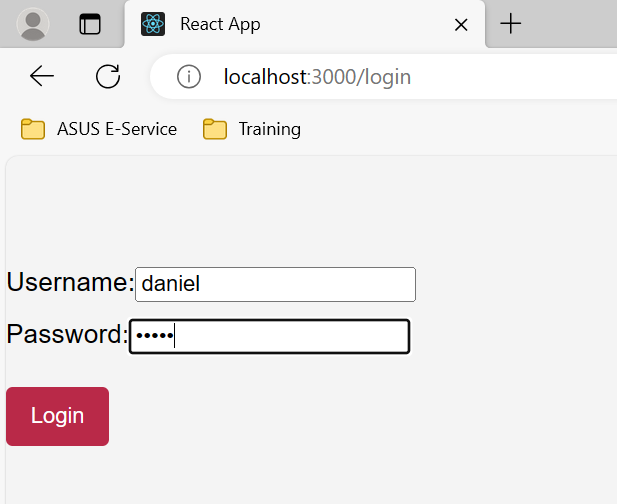 React App
localhost:3000/login
ASUS E-Service Training
Username: daniel
Password: •••••
Login